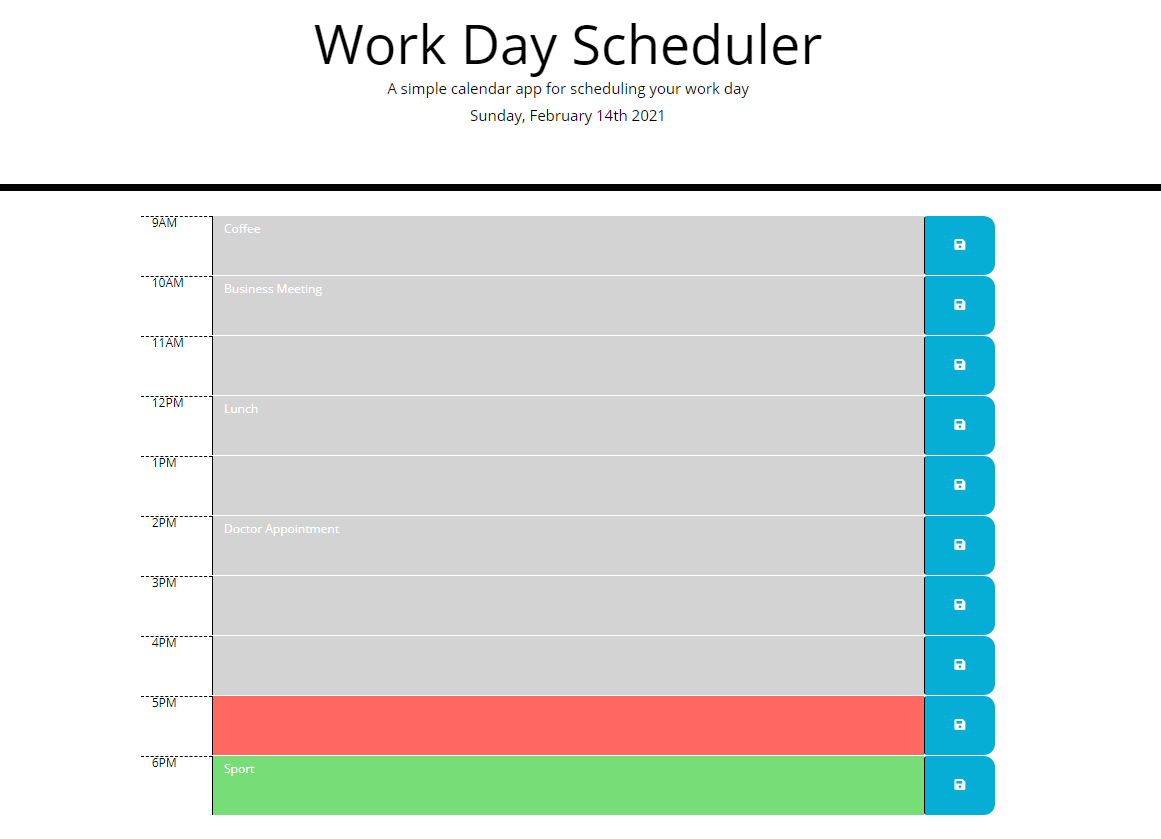 Work Day Scheduler
A simple calendar app for scheduling your work day
Sunday, February 14th 2021
9AM
Coffee
10AM
Business Meeting
11AM
12PM
Lunch
1PM
2PM
Doctor Appointment
3PM
4PM
5PM
6PM
Sport